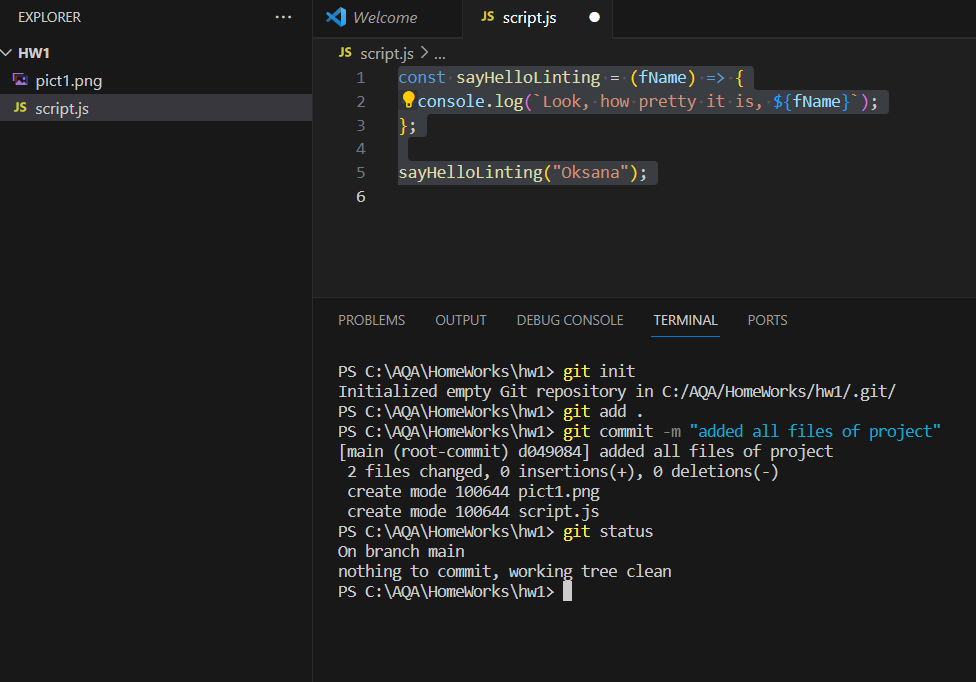 EXPLORER ...
Welcome
JS script.js
HW1
pict1.png
JS script.js
JS script.js > ...
1 const sayHelloLinting = (fName) => {
2 console.log(`Look, how pretty it is, ${fName}`);
3 };
4
5 sayHelloLinting("Oksana");
6
PROBLEMS OUTPUT DEBUG CONSOLE TERMINAL PORTS
PS C:\AQA\HomeWorks\hw1> git init
Initialized empty Git repository in C:/AQA/HomeWorks/hw1/.git/
PS C:\AQA\HomeWorks\hw1> git add .
PS C:\AQA\HomeWorks\hw1> git commit -m "added all files of project"
[main (root-commit) d049084] added all files of project
 2 files changed, 0 insertions(+), 0 deletions(-)
 create mode 100644 pict1.png
 create mode 100644 script.js
PS C:\AQA\HomeWorks\hw1> git status
On branch main
nothing to commit, working tree clean
PS C:\AQA\HomeWorks\hw1>